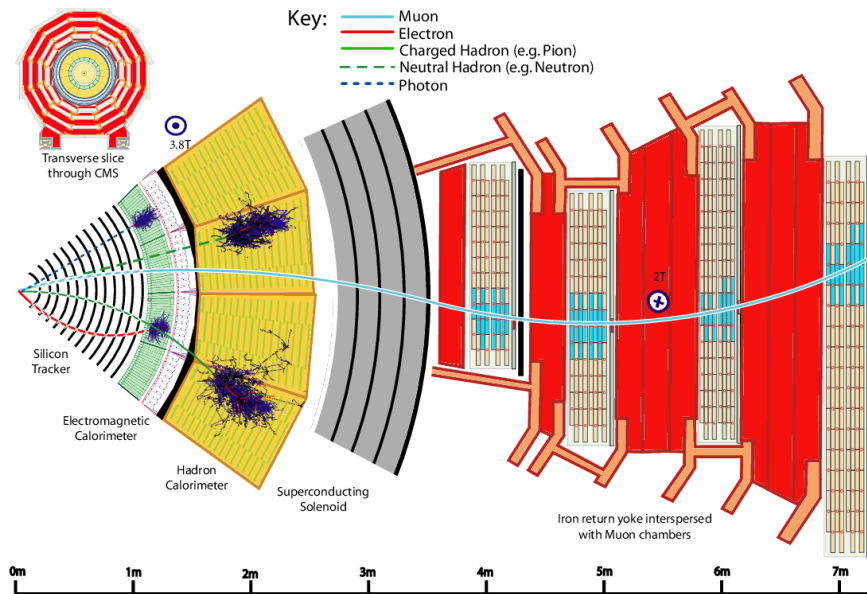 Key:
Muon
Electron
Charged Hadron (e.g. Pion)
Neutral Hadron (e.g. Neutron)
Photon
Transverse slice
through CMS
3.8T
2T
Silicon
Tracker
Electromagnetic
Calorimeter
Hadron
Calorimeter
Superconducting
Solenoid
Iron return yoke interspersed
with Muon chambers
0m 1m 2m 3m 4m 5m 6m 7m